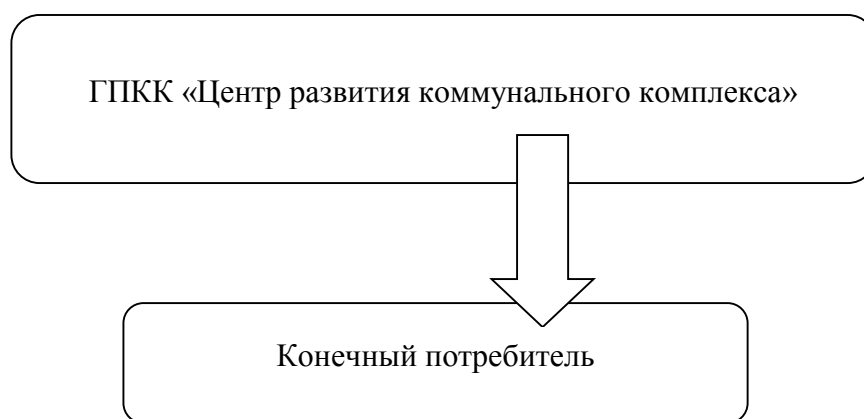 ГПКК «Центр развития коммунального комплекса»
Конечный потребитель